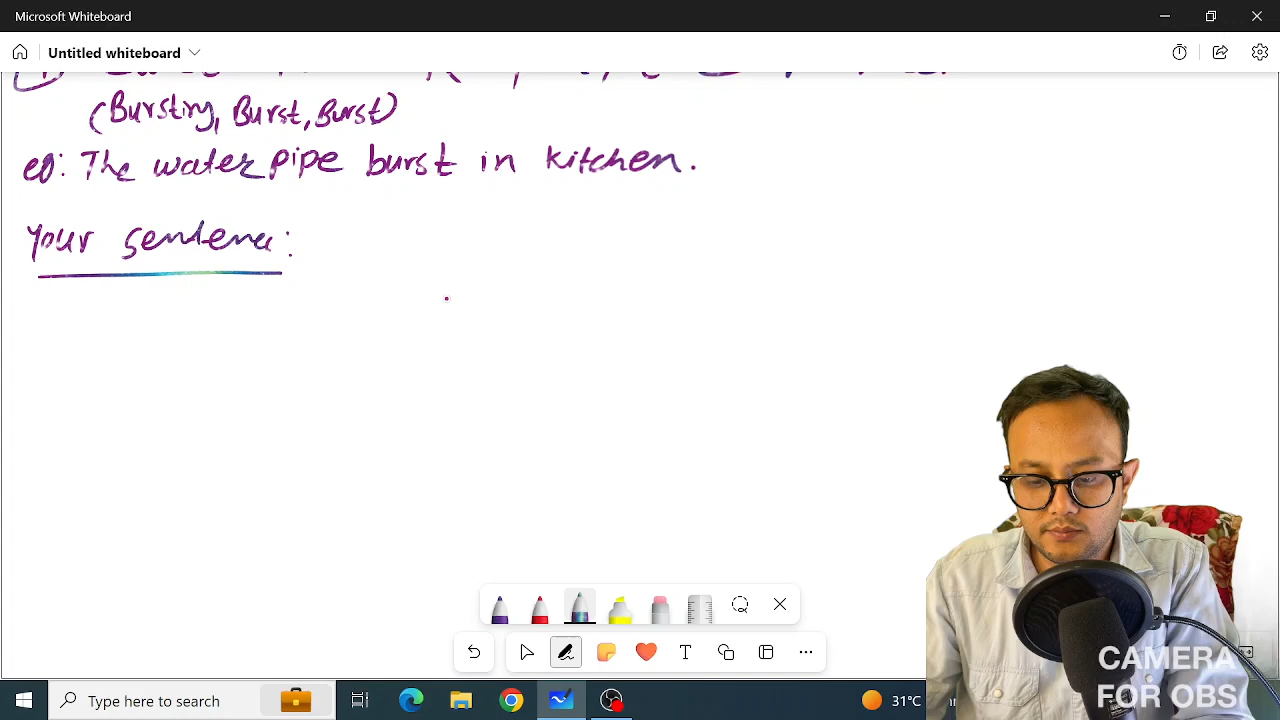 Microsoft Whiteboard
Untitled whiteboard
(Bursting, Burst, Burst)
eg: The water pipe burst in kitchen.
Your sentence:
CAMERA
FOR OBS
Type here to search
31°C